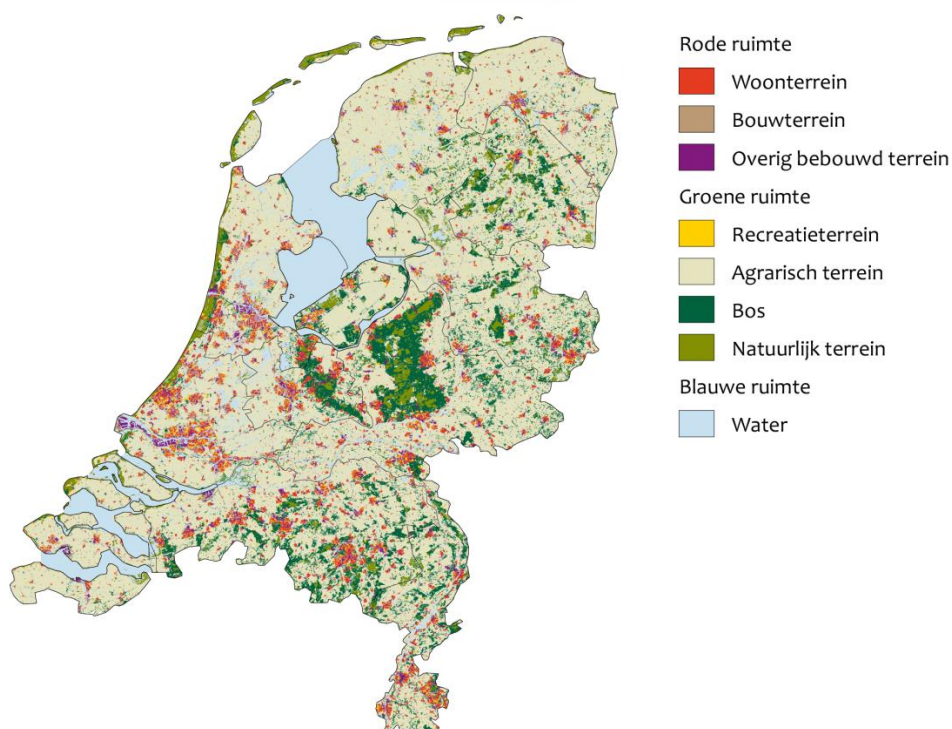 Rode ruimte
Woonterrein
Bouwterrein
Overig bebouwd terrein
Groene ruimte
Recreatieterrein
Agrarisch terrein
Bos
Natuurlijk terrein
Blauwe ruimte
Water